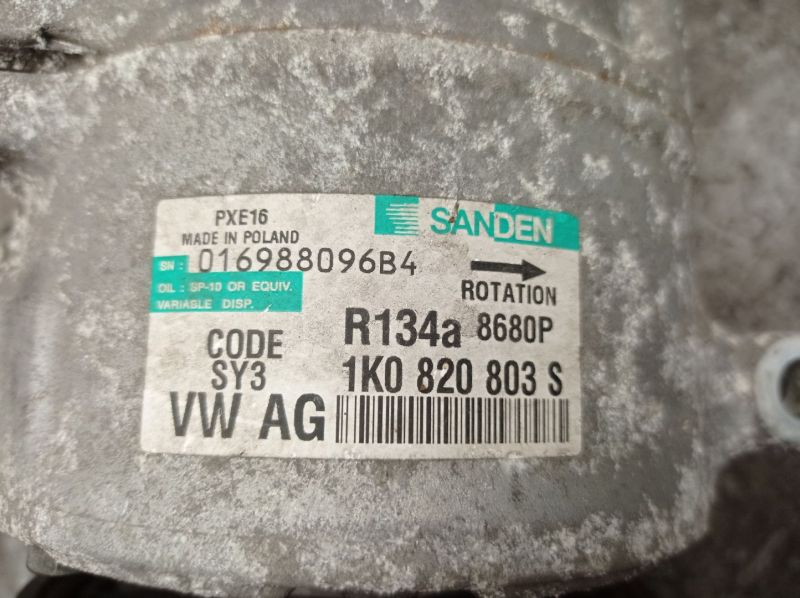 PXE16
MADE IN POLAND
SANDEN
SN: 016988096B4
ROTATION
OIL: SP-10 OR EQUIV.
VARIABLE DISP.
R134a 8680P
CODE
SY3
1K0 820 803 S
VW AG